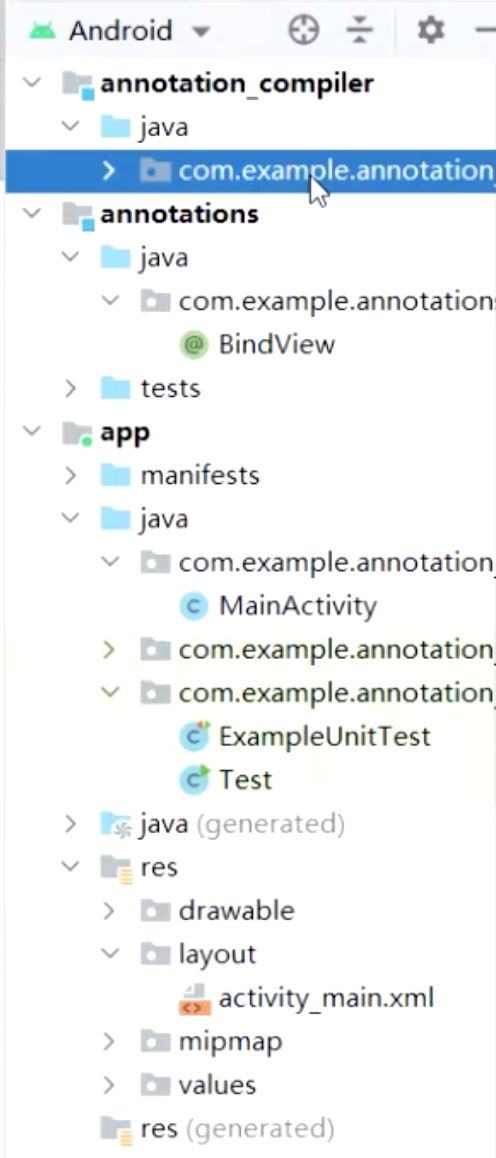 Android
annotation_compiler
java
com.example.annotation_
annotations
java
com.example.annotations
BindView
tests
app
manifests
java
com.example.annotation_
MainActivity
com.example.annotation_
com.example.annotation_
ExampleUnitTest
Test
java (generated)
res
drawable
layout
activity_main.xml
mipmap
values
res (generated)